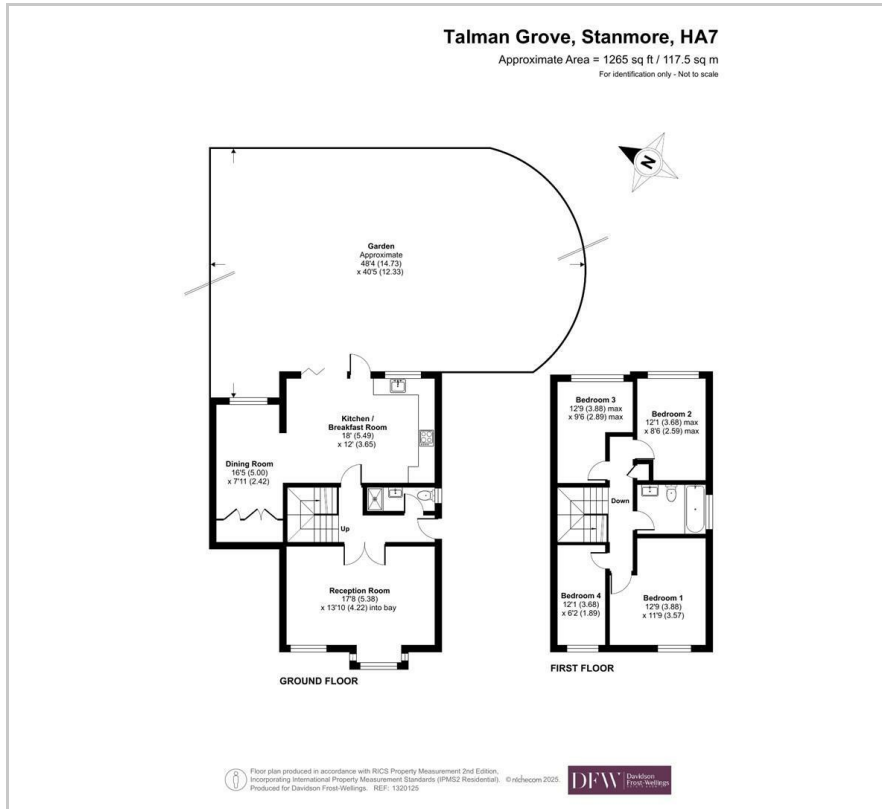 Talman Grove, Stanmore, HA7
Approximate Area = 1265 sq ft / 117.5 sq m
For identification only - Not to scale
N
Garden
Approximate
48'4 (14.73)
x 40'5 (12.33)
Kitchen /
Breakfast Room
18' (5.49)
x 12' (3.65)
Dining Room
16'5 (5.00)
x 7'11 (2.42)
Up
Reception Room
17'8 (5.38)
x 13'10 (4.22) into bay
GROUND FLOOR
Bedroom 3
12'9 (3.88) max
x 9'6 (2.89) max
Bedroom 2
12'1 (3.68) max
x 8'6 (2.59) max
Down
Bedroom 4
12'1 (3.68)
x 6'2 (1.89)
Bedroom 1
12'9 (3.88)
x 11'9 (3.57)
FIRST FLOOR
Floor plan produced in accordance with RICS Property Measurement 2nd Edition,
Incorporating International Property Measurement Standards (IPMS2 Residential). © nichecom 2025.
Produced for Davidson Frost-Wellings. REF: 1320125
DFW
Davidson
Frost-Wellings